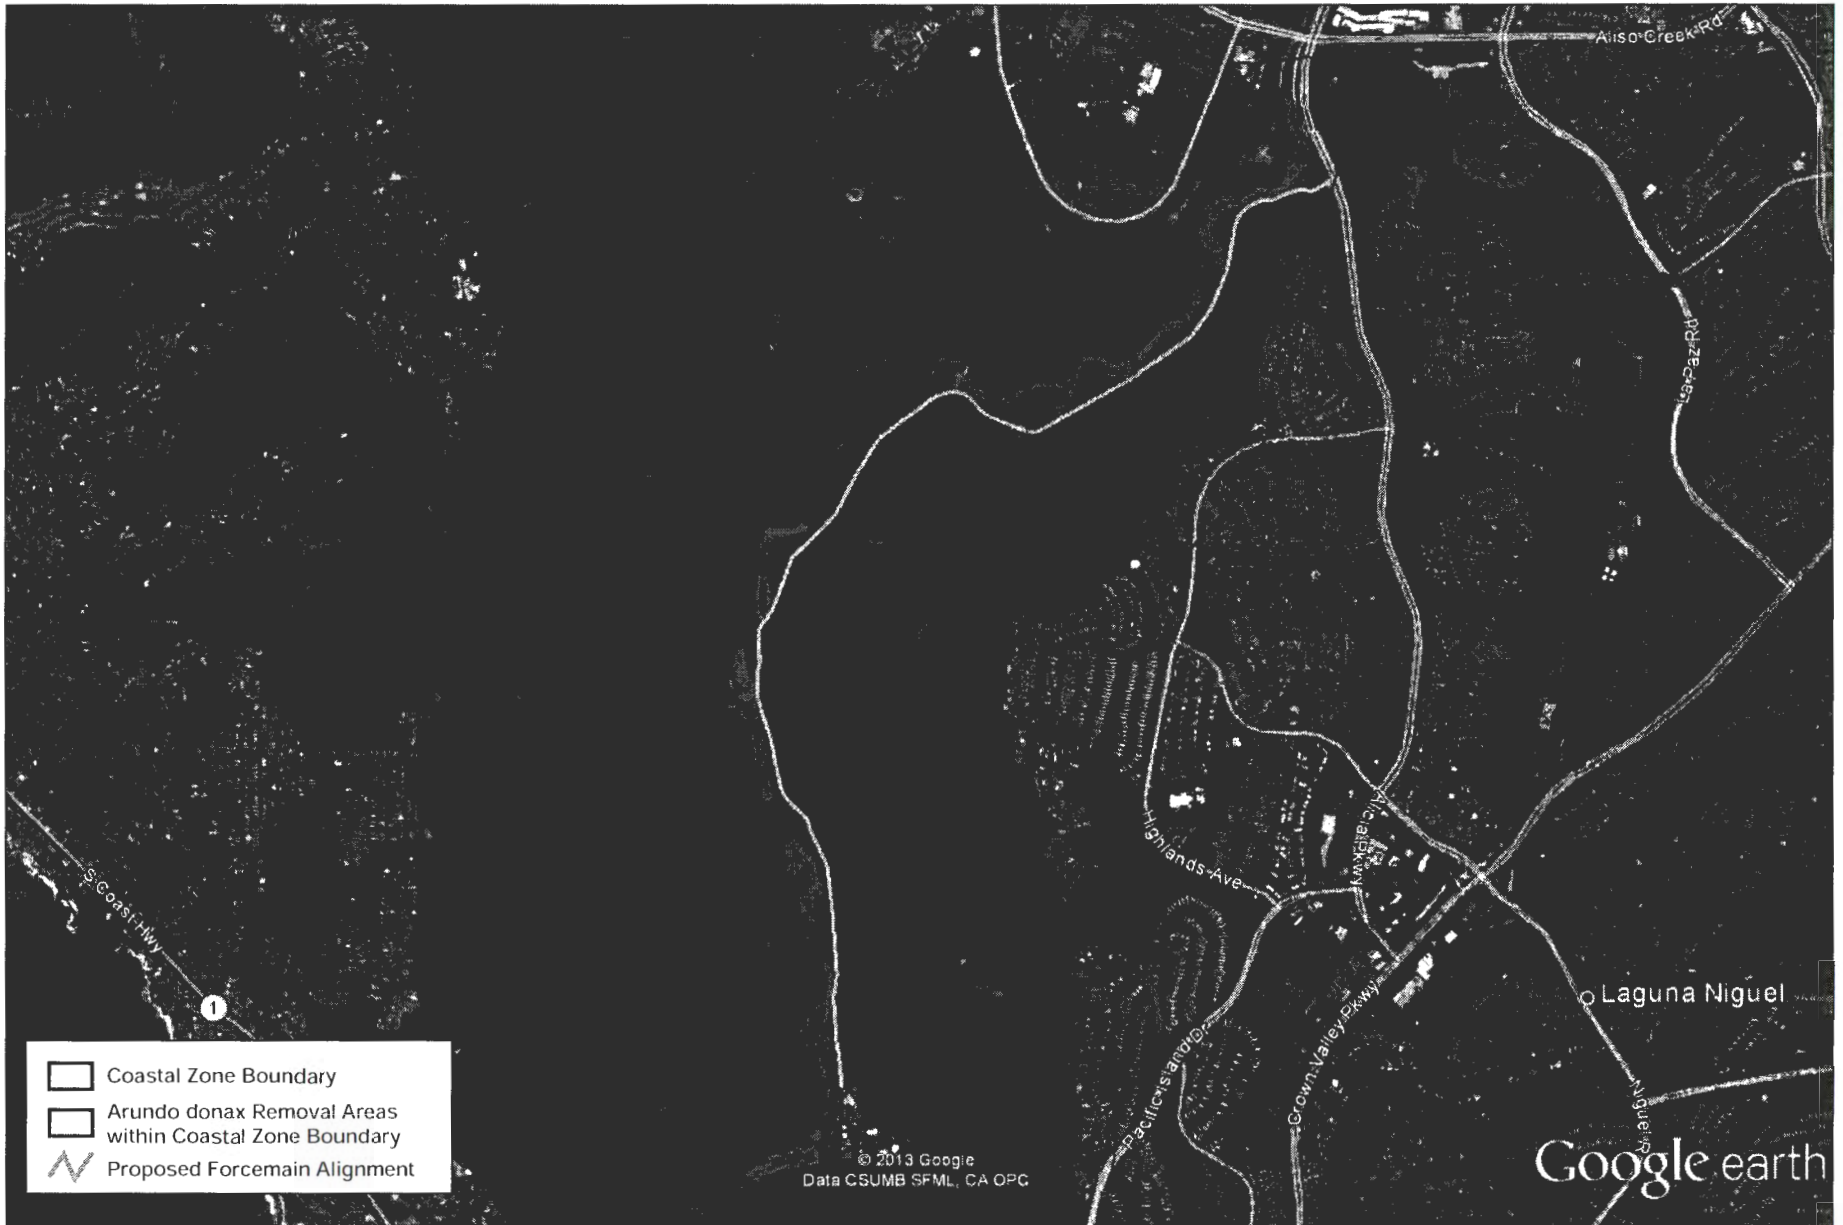 Aliso Creek Rd
La Paz Rd
Highlands Ave
Alicia Pkwy
S Coast Hwy
1
Laguna Niguel
Pacific Island Dr
Crown Valley Pkwy
Niguel R
Coastal Zone Boundary
Arundo donax Removal Areas
within Coastal Zone Boundary
Proposed Forcemain Alignment
© 2013 Google
Data CSUMB SFML, CA OPC
Google earth